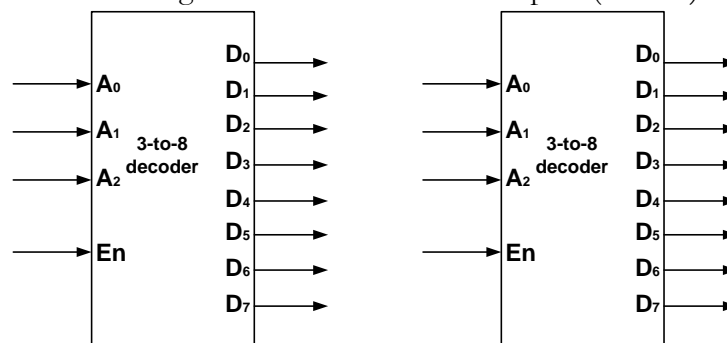 D0
A0
D1
A1
D2
3-to-8
decoder
D3
A2
D4
D5
En
D6
D7
D0
A0
D1
A1
D2
3-to-8
decoder
D3
A2
D4
D5
En
D6
D7